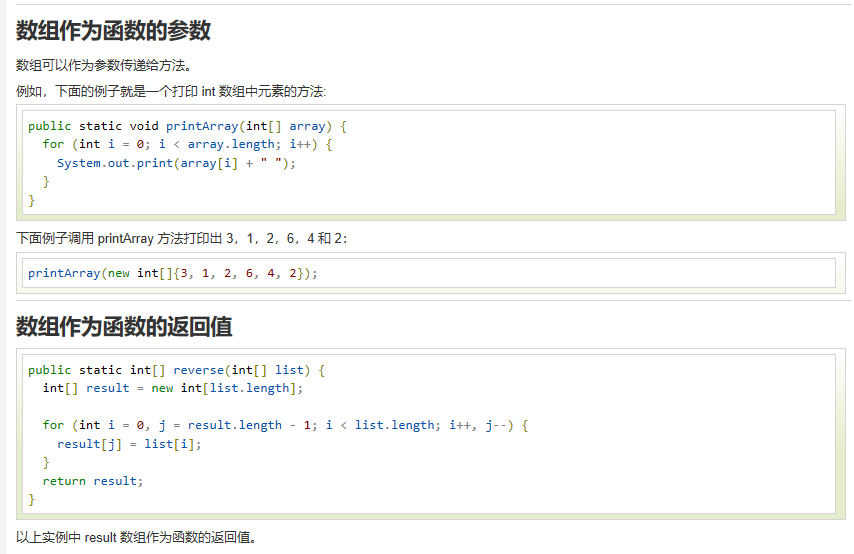 数组作为函数的参数
数组可以作为参数传递给方法。
例如，下面的例子就是一个打印 int 数组中元素的方法:
public static void printArray(int[] array) {
  for (int i = 0; i < array.length; i++) {
    System.out.print(array[i] + " ");
  }
}
下面例子调用 printArray 方法打印出 3，1，2，6，4 和 2：
printArray(new int[]{3, 1, 2, 6, 4, 2});
数组作为函数的返回值
public static int[] reverse(int[] list) {
  int[] result = new int[list.length];
  for (int i = 0, j = result.length - 1; i < list.length; i++, j--) {
    result[j] = list[i];
  }
  return result;
}
以上实例中 result 数组作为函数的返回值。